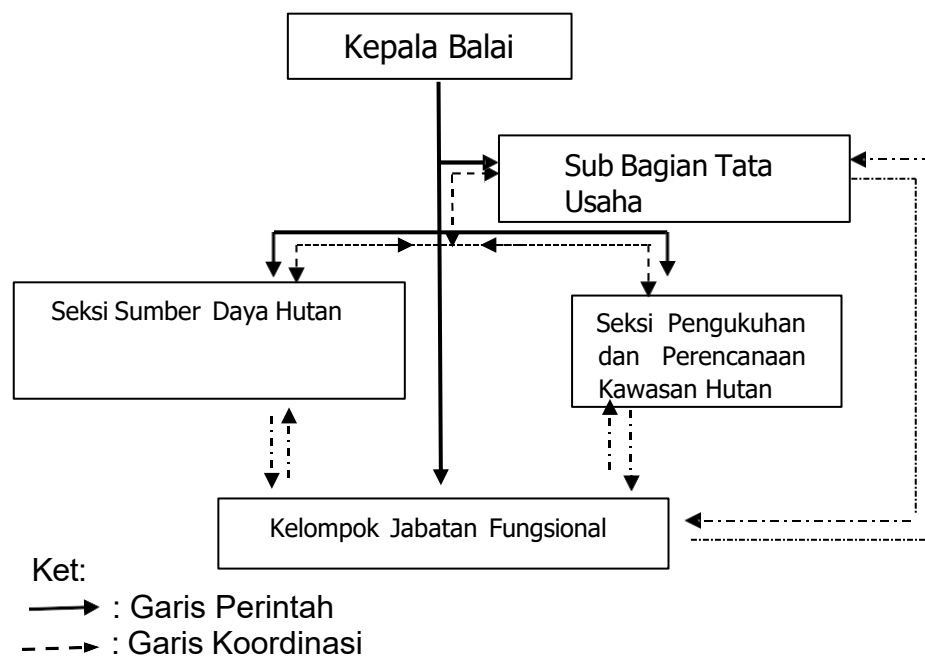 Kepala Balai
Sub Bagian Tata
Usaha
Seksi Sumber Daya Hutan
Seksi Pengukuhan
dan Perencanaan
Kawasan Hutan
Kelompok Jabatan Fungsional
Ket:
: Garis Perintah
: Garis Koordinasi